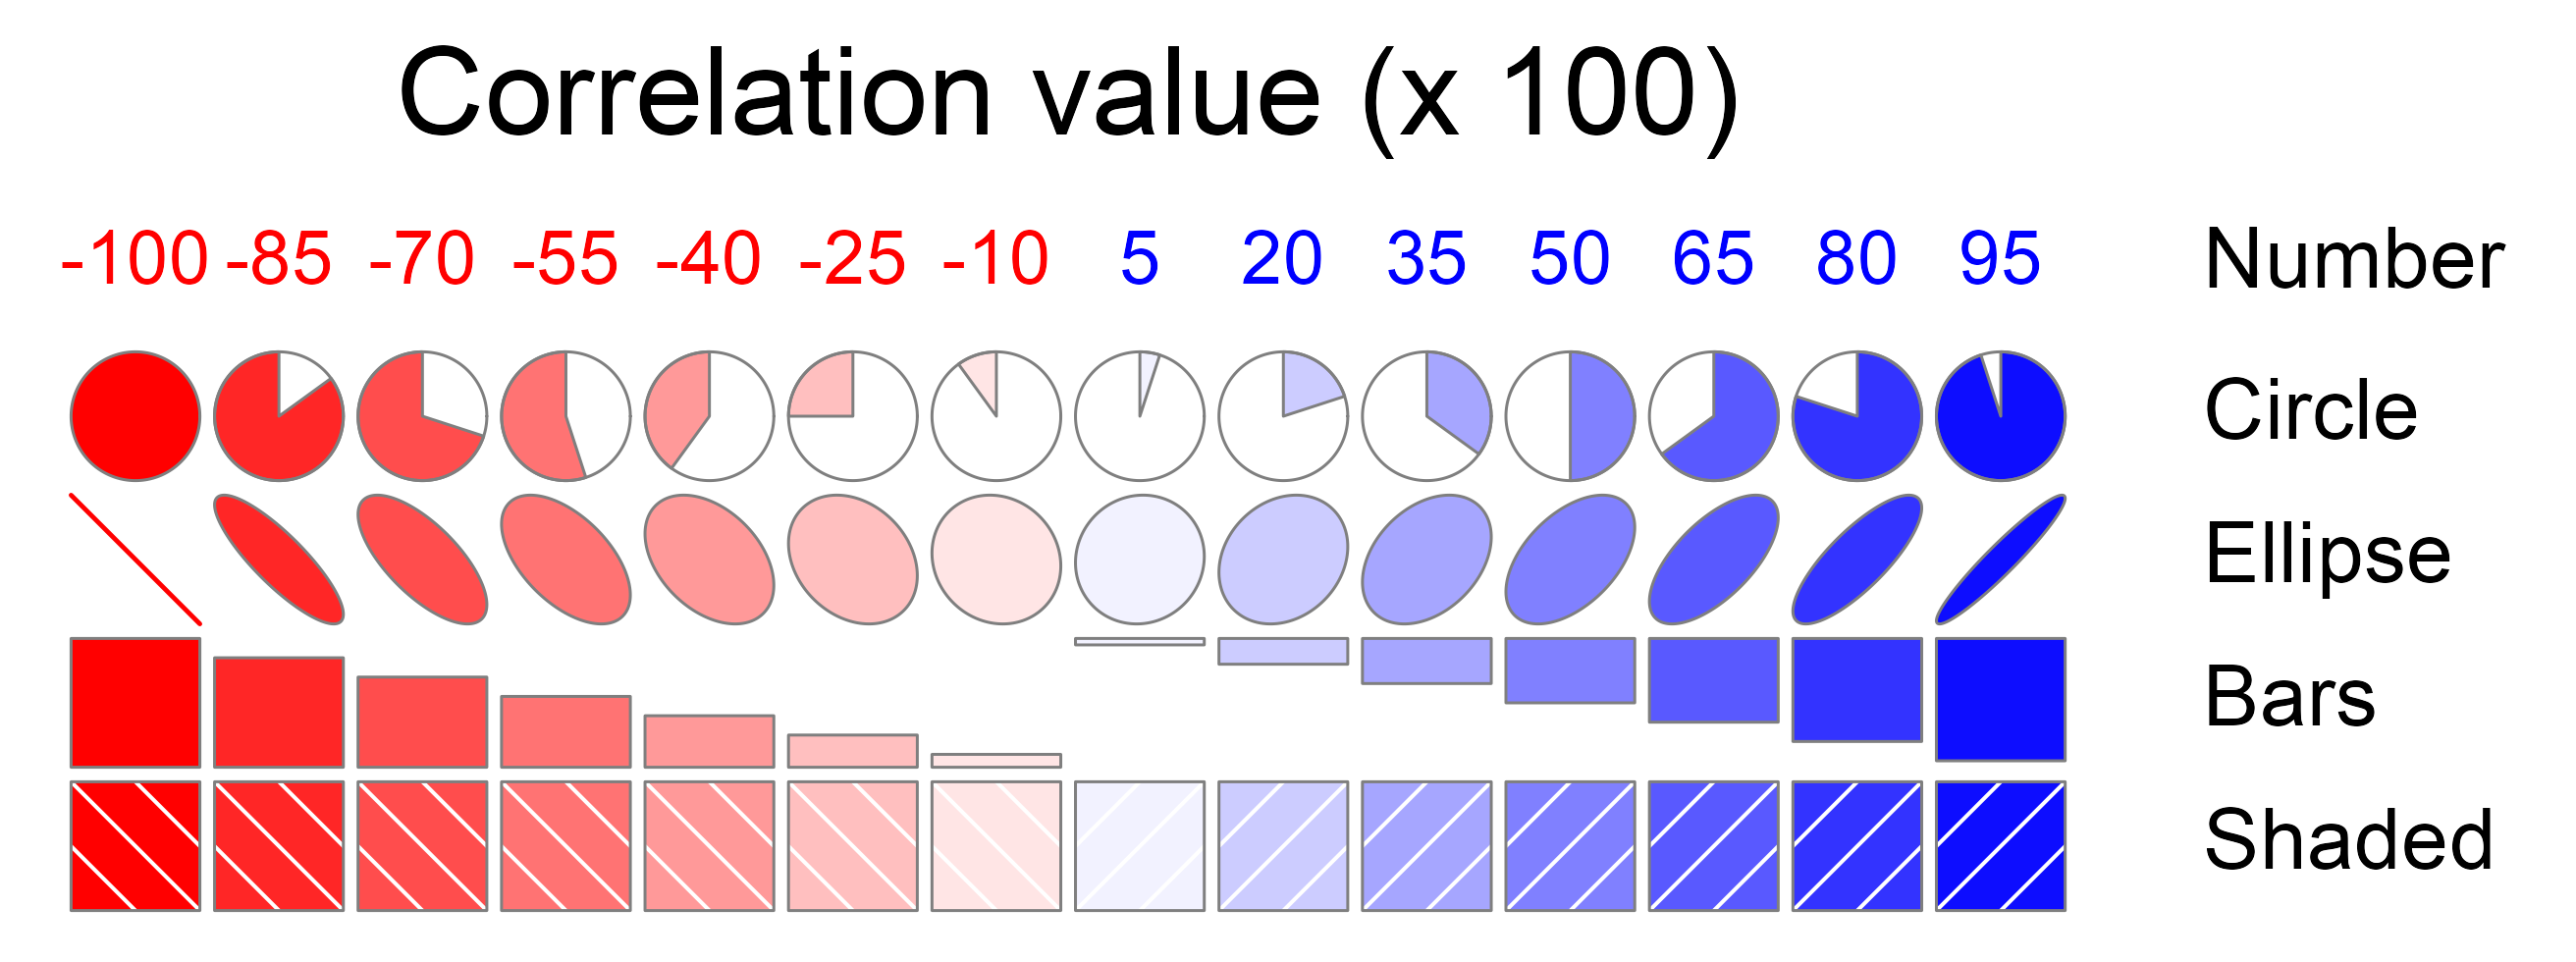 Correlation value (x 100)
-100 -85 -70 -55 -40 -25 -10 5 20 35 50 65 80 95 Number
Circle
Ellipse
Bars
Shaded